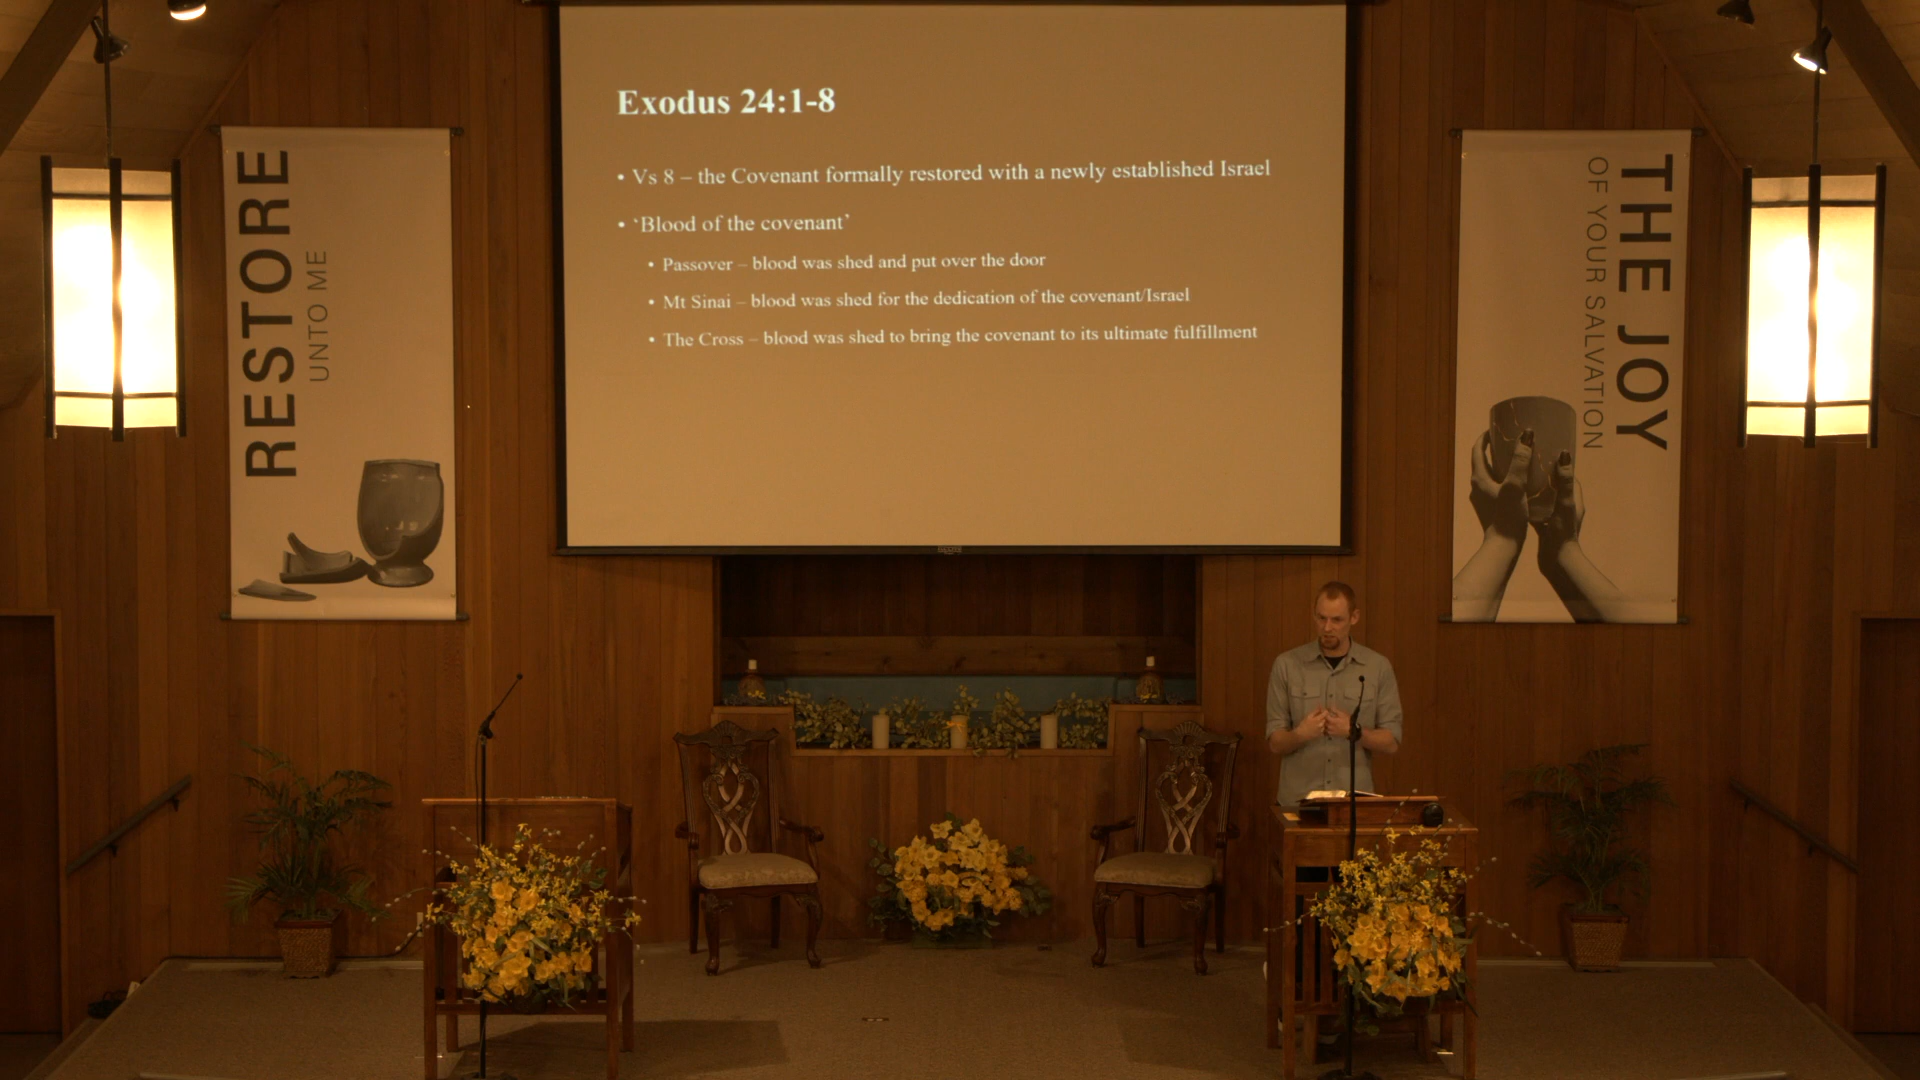 Exodus 24:1-8
• Vs 8 – the Covenant formally restored with a newly established Israel
• ‘Blood of the covenant’
• Passover – blood was shed and put over the door
• Mt Sinai – blood was shed for the dedication of the covenant/Israel
• The Cross – blood was shed to bring the covenant to its ultimate fulfillment
RESTORE
UNTO ME
THE JOY
OF YOUR SALVATION